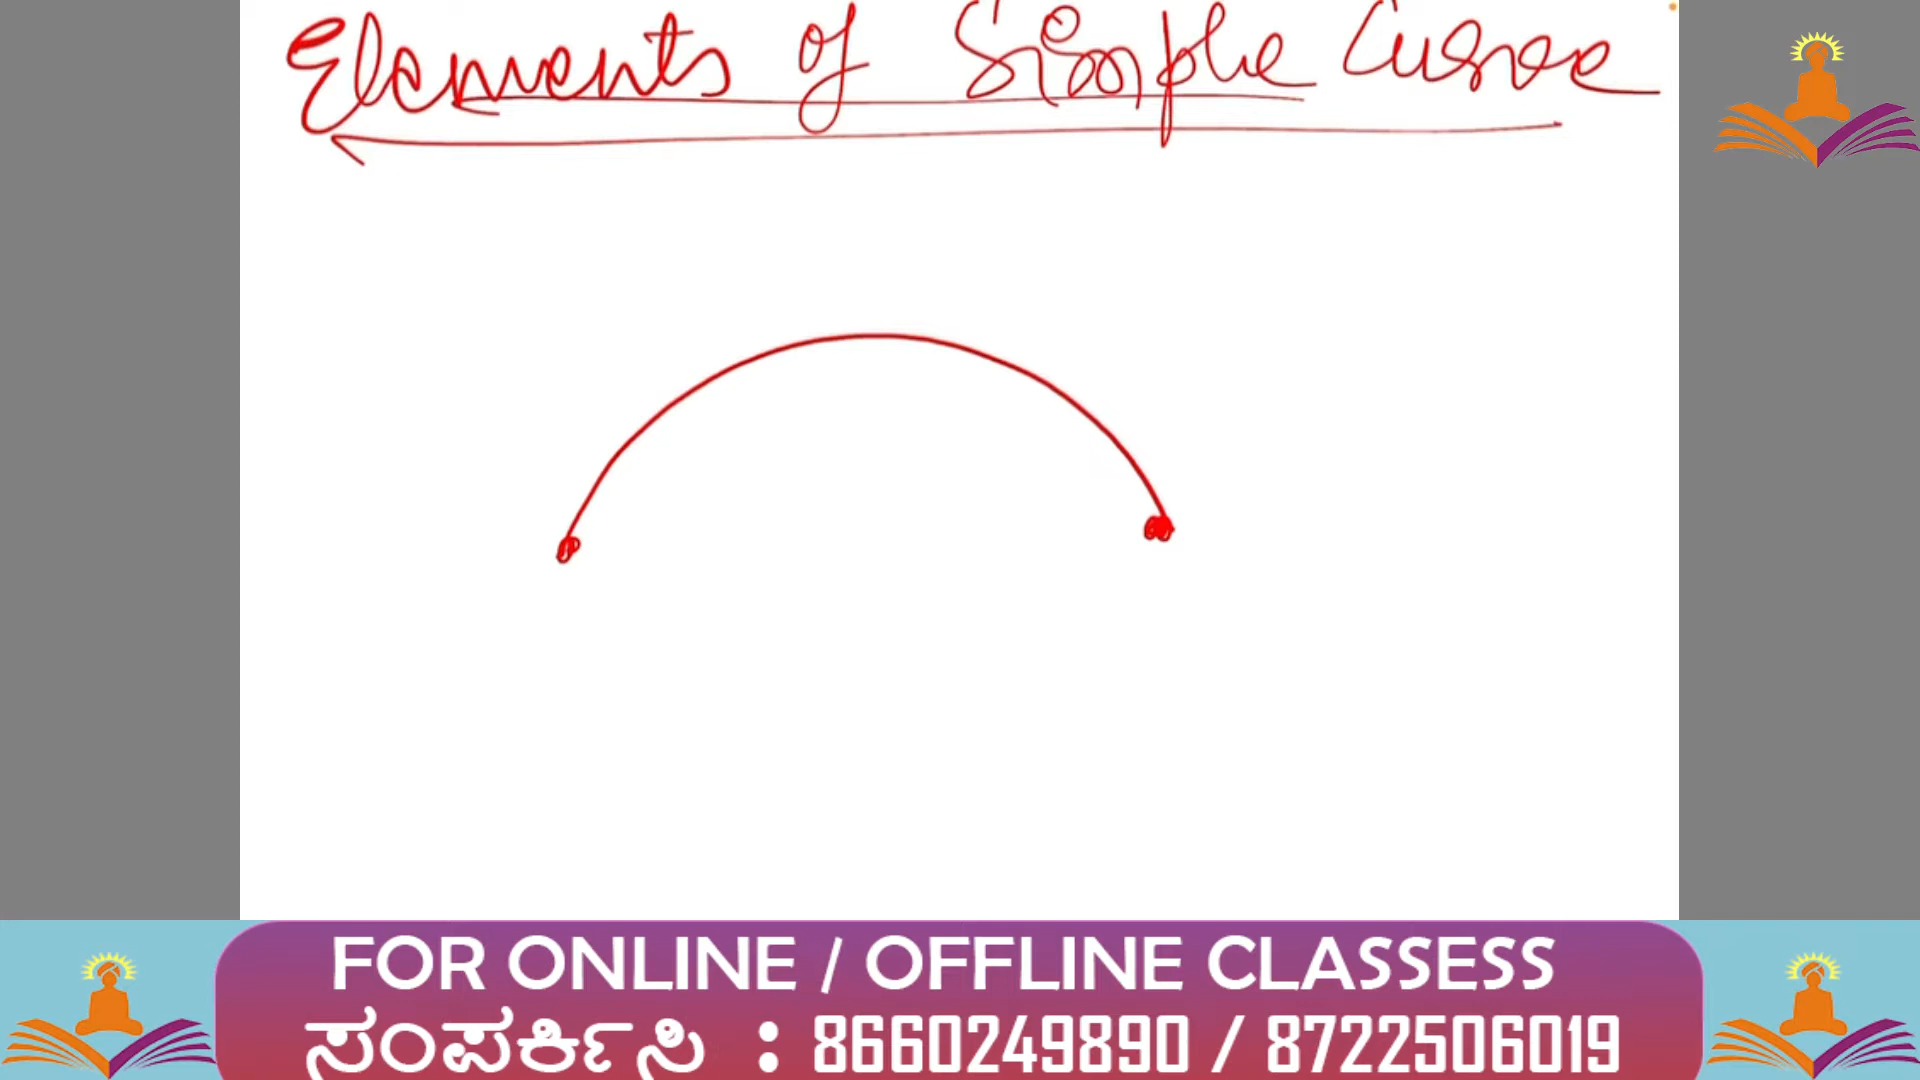 Elements of Simple Curve
FOR ONLINE / OFFLINE CLASSESS
ಸಂಪರ್ಕಿಸಿ : 8660249890 / 8722506019